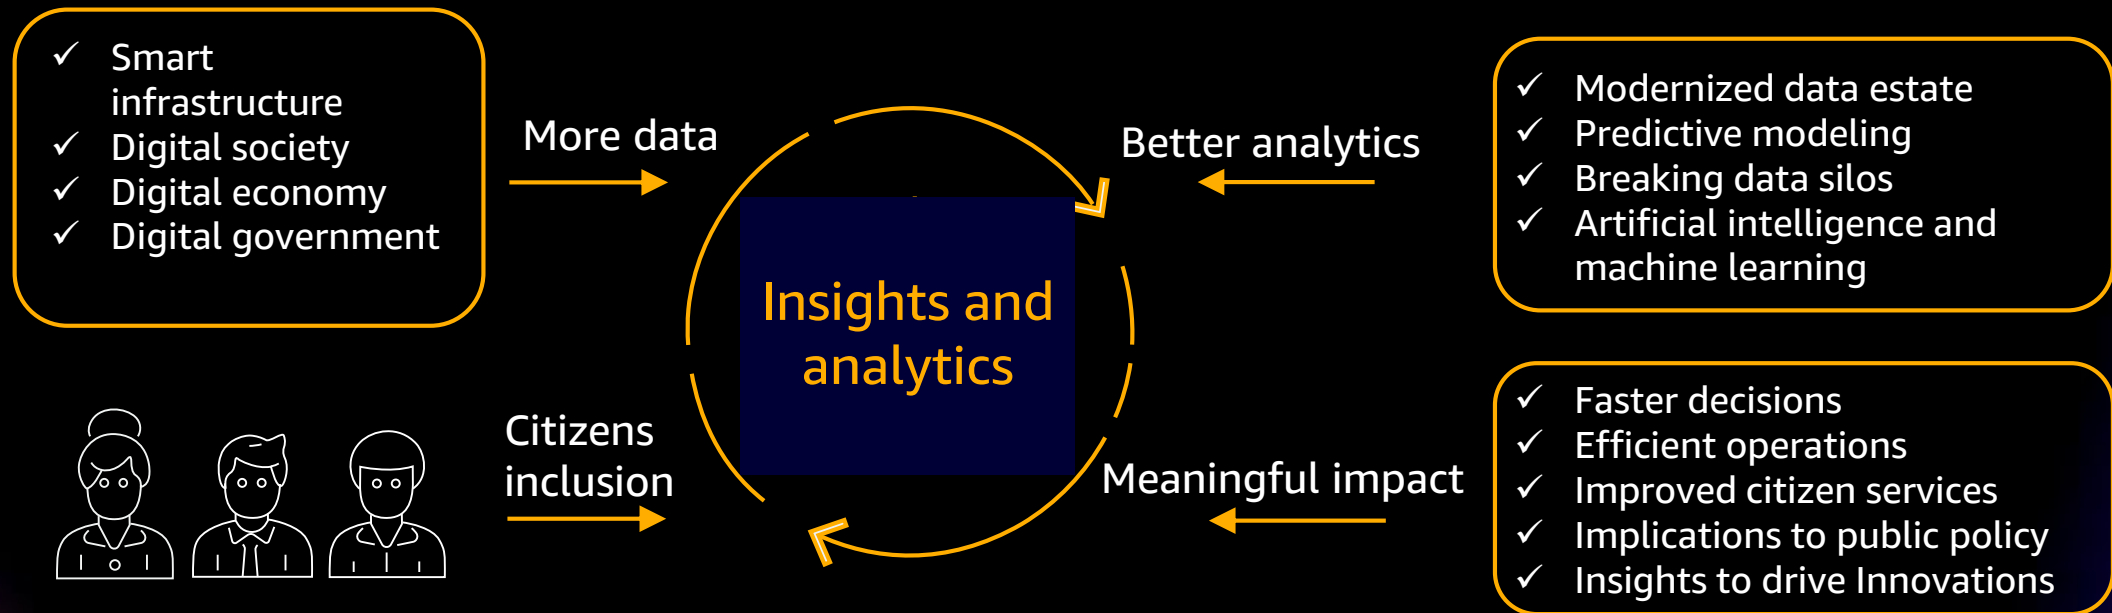 Smart
infrastructure
Digital society
Digital economy
Digital government
More data
Better analytics
Modernized data estate
Predictive modeling
Breaking data silos
Artificial intelligence and
machine learning
Insights and
analytics
Citizens
inclusion
Meaningful impact
Faster decisions
Efficient operations
Improved citizen services
Implications to public policy
Insights to drive Innovations